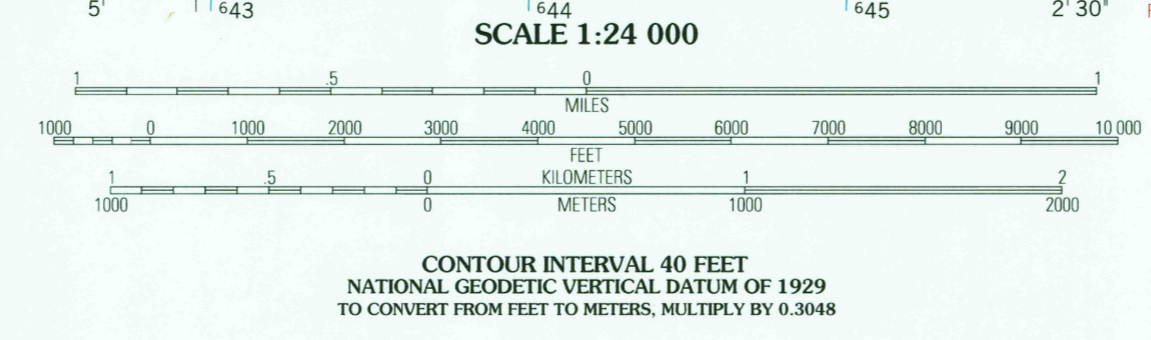 5' ⁶43 ⁶44 ⁶45 2' 30"
SCALE 1:24 000
1 .5 0 1
MILES
1000 0 1000 2000 3000 4000 5000 6000 7000 8000 9000 10 000
FEET
1 .5 0 KILOMETERS 1 2
1000 0 METERS 1000 2000
CONTOUR INTERVAL 40 FEET
NATIONAL GEODETIC VERTICAL DATUM OF 1929
TO CONVERT FROM FEET TO METERS, MULTIPLY BY 0.3048